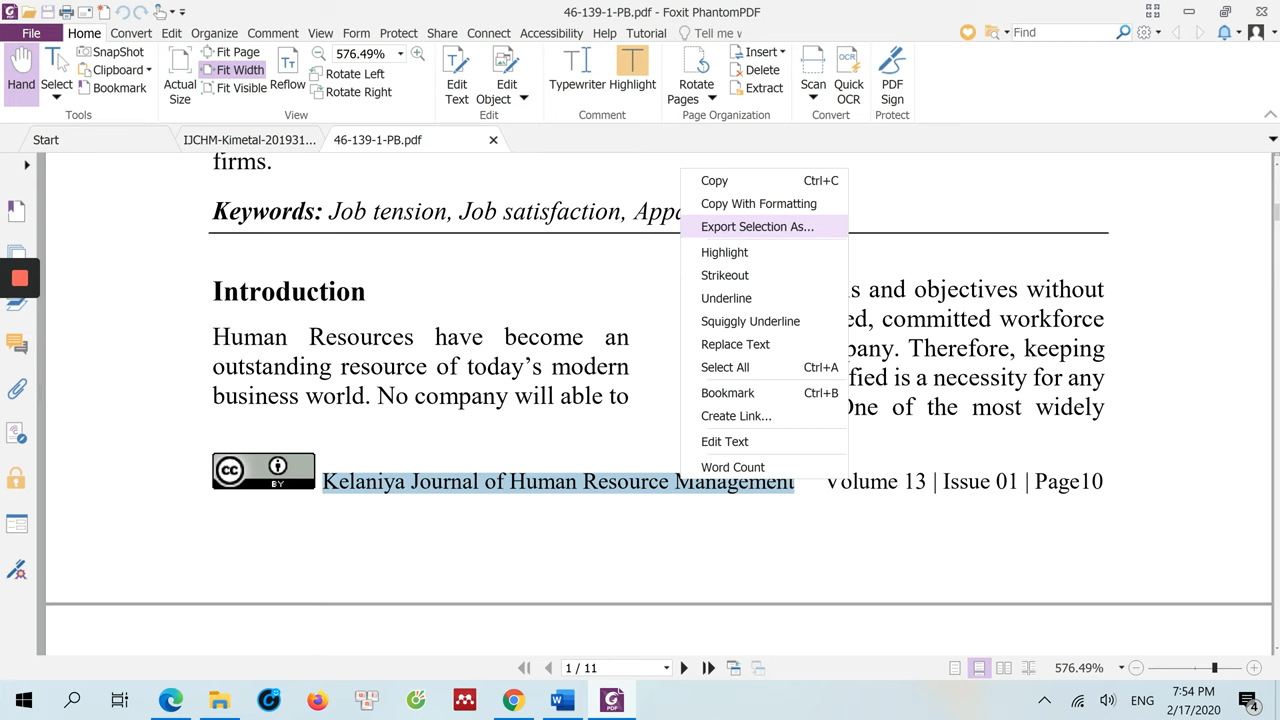 46-139-1-PB.pdf - Foxit PhantomPDF
File Home Convert Edit Organize Comment View Form Protect Share Connect Accessibility Help Tutorial Tell me Find
Hand
Select
SnapShot
Clipboard
Bookmark
Tools
Actual Size
Fit Page
Fit Width
Fit Visible
Reflow
576.49%
Rotate Left
Rotate Right
View
Edit Text
Edit Object
Edit
Typewriter
Highlight
Comment
Rotate Pages
Insert
Delete
Extract
Page Organization
Scan
Quick OCR
OCR
Convert
PDF Sign
Protect
Start
IJCHM-Kimetal-201931...
46-139-1-PB.pdf
firms.
Keywords: Job tension, Job satisfaction,
Copy Ctrl+C
Copy With Formatting
Export Selection As...
Highlight
Strikeout
Underline
Squiggly Underline
Replace Text
Select All Ctrl+A
Bookmark Ctrl+B
Create Link...
Edit Text
Word Count
Introduction
Human Resources have become an
outstanding resource of today's modern
business world. No company will able to
and objectives without
committed workforce
Therefore, keeping
is a necessity for any
of the most widely
cc BY
Kelaniya Journal of Human Resource Management Volume 13 | Issue 01 | Page10
1 / 11
576.49%
ENG
7:54 PM
2/17/2020
4